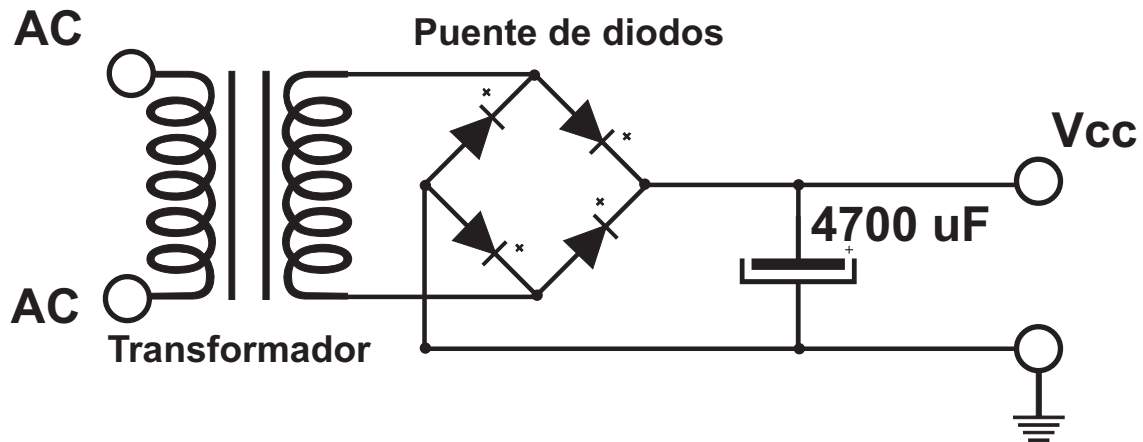 AC
Puente de diodos
Vcc
4700 uF
+
AC
Transformador